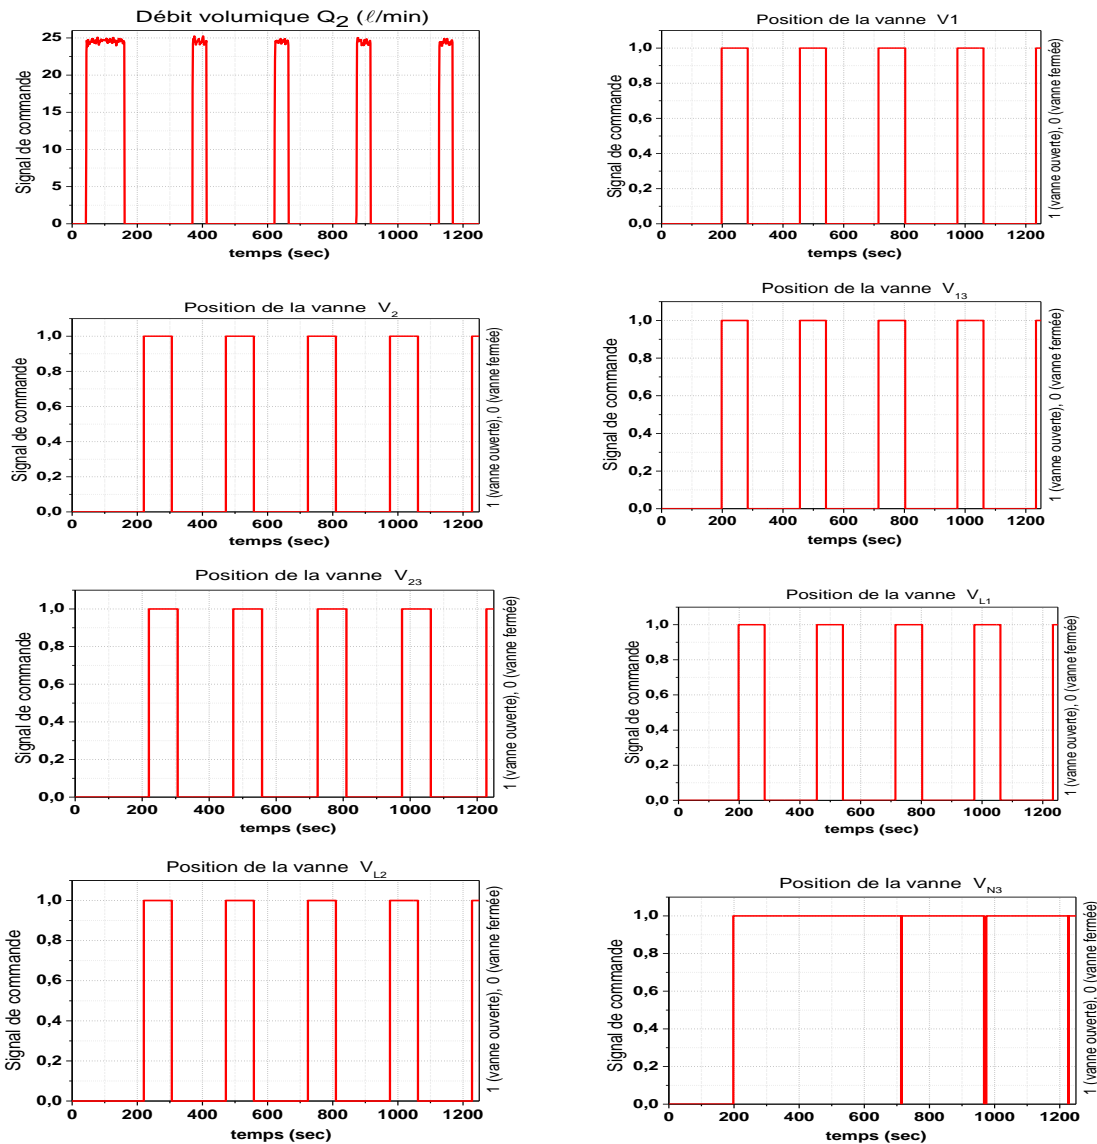 Débit volumique Q2 (ℓ/min)
Signal de commande
25
20
15
10
5
0
0 200 400 600 800 1000 1200
temps (sec)
Position de la vanne V1
Signal de commande
1,0
0,8
0,6
0,4
0,2
0,0
0 200 400 600 800 1000 1200
temps (sec)
1 (vanne ouverte), 0 (vanne fermée)
Position de la vanne V2
Signal de commande
1,0
0,8
0,6
0,4
0,2
0,0
0 200 400 600 800 1000 1200
temps (sec)
1 (vanne ouverte), 0 (vanne fermée)
Position de la vanne V13
Signal de commande
1,0
0,8
0,6
0,4
0,2
0,0
0 200 400 600 800 1000 1200
temps (sec)
1 (vanne ouverte), 0 (vanne fermée)
Position de la vanne V23
Signal de commande
1,0
0,8
0,6
0,4
0,2
0,0
0 200 400 600 800 1000 1200
temps (sec)
1 (vanne ouverte), 0 (vanne fermée)
Position de la vanne VL1
Signal de commande
1,0
0,8
0,6
0,4
0,2
0,0
0 200 400 600 800 1000 1200
temps (sec)
1 (vanne ouverte), 0 (vanne fermée)
Position de la vanne VL2
Signal de commande
1,0
0,8
0,6
0,4
0,2
0,0
0 200 400 600 800 1000 1200
temps (sec)
1 (vanne ouverte), 0 (vanne fermée)
Position de la vanne VN3
Signal de commande
1,0
0,8
0,6
0,4
0,2
0,0
0 200 400 600 800 1000 1200
temps (sec)
1 (vanne ouverte), 0 (vanne fermée)